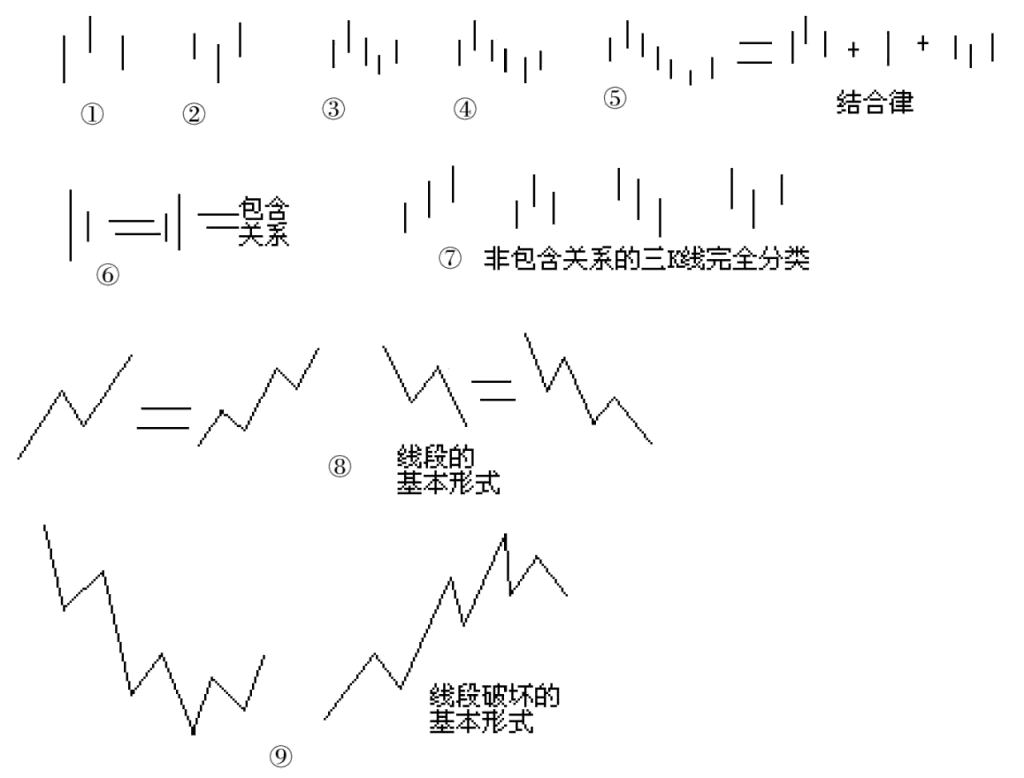 ① ② ③ ④ ⑤ 结合律
包含
关系
⑥
⑦ 非包含关系的三K线完全分类
⑧
线段的
基本形式
线段破坏的
基本形式
⑨